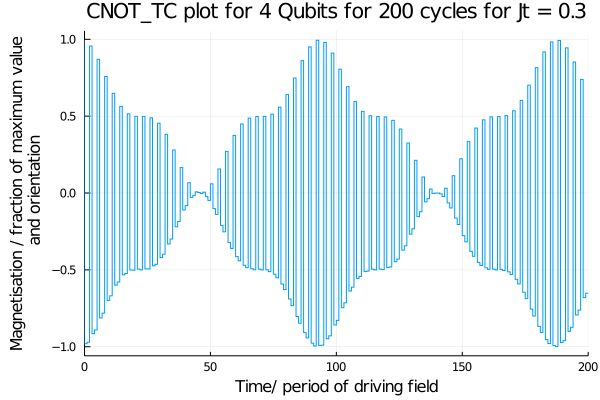 CNOT_TC plot for 4 Qubits for 200 cycles for Jt = 0.3
Magnetisation / fraction of maximum value
and orientation
1.0
0.5
0.0
−0.5
−1.0
0
50
100
150
200
Time/ period of driving field